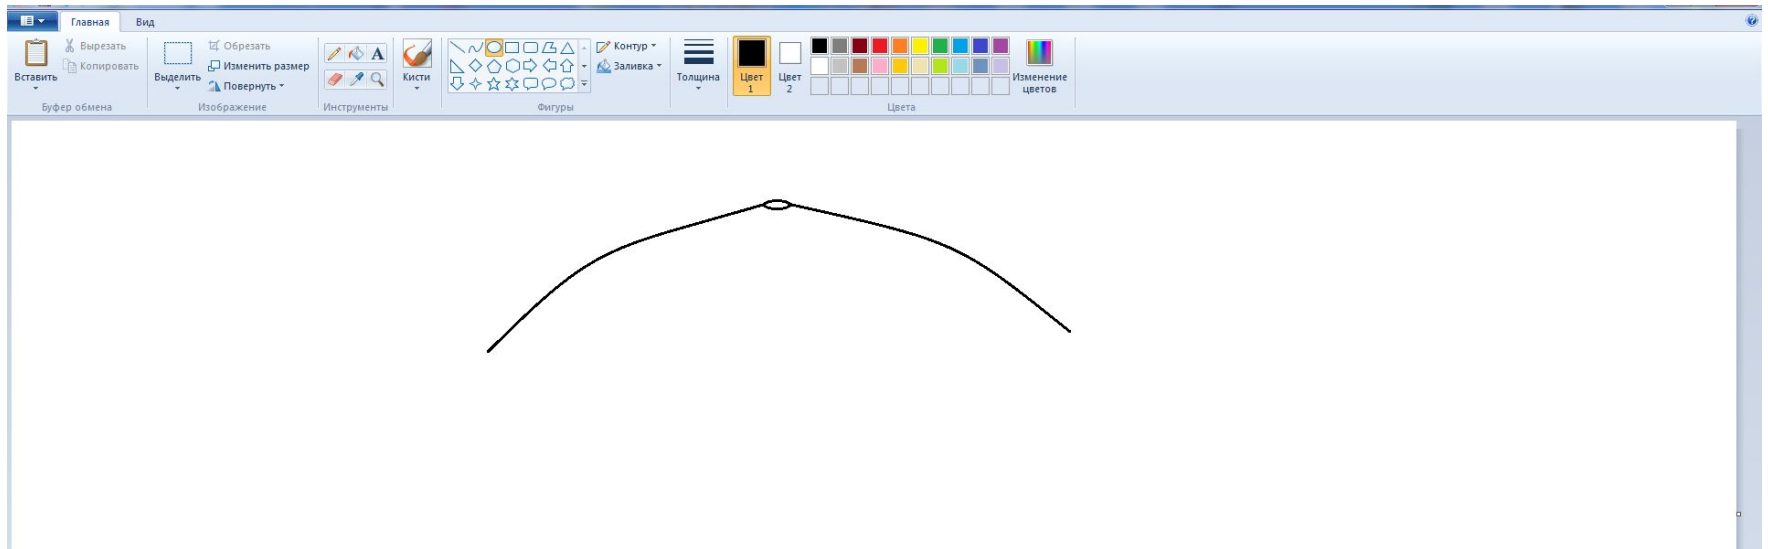 Главная Вид
Вставить
Вырезать
Копировать
Буфер обмена
Выделить
Обрезать
Изменить размер
Повернуть
Изображение
A
Инструменты
Кисти
Контур
Заливка
Фигуры
Толщина
Цвет 1
Цвет 2
Изменение цветов
Цвета